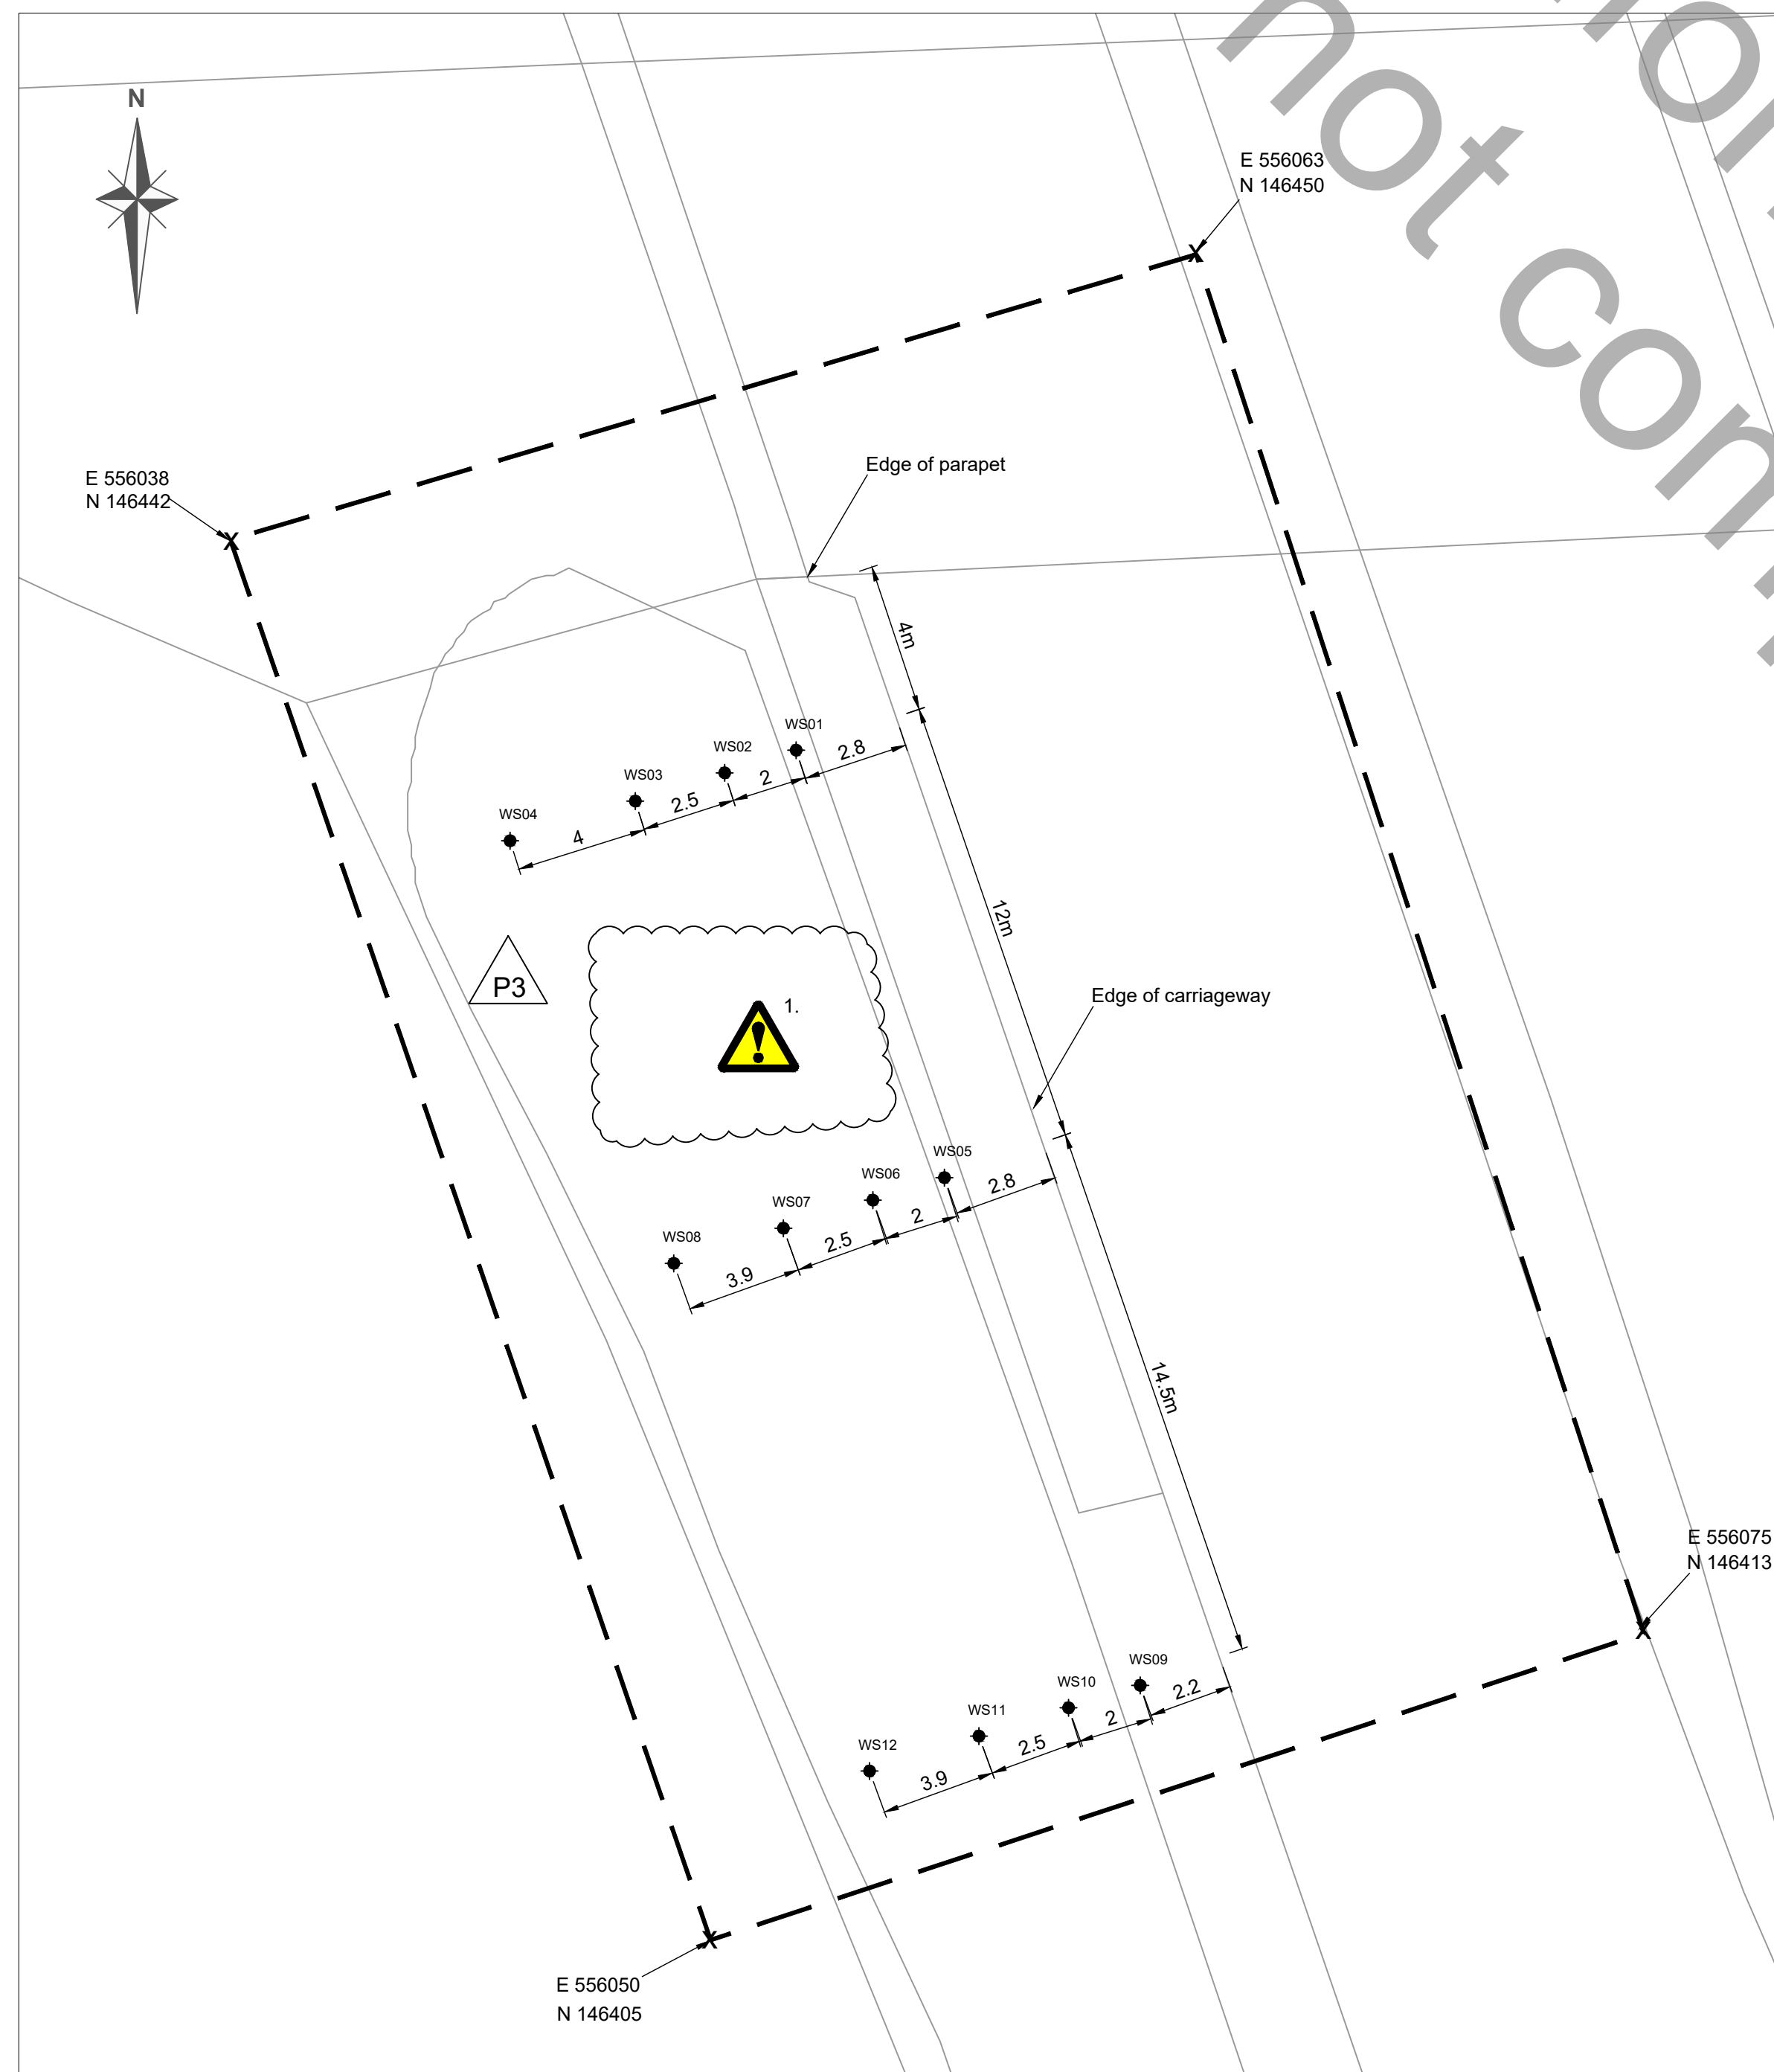 N
not com
E 556063
N 146450
E 556038
N 146442
Edge of parapet
4m
WS01
WS02
2.8
WS03
2
2.5
WS04
4
12m
P3
1.
Edge of carriageway
WS05
WS06
2.8
WS07
2
WS08
2.5
3.9
14.5m
E 556075
N 146413
WS09
WS10
2.2
WS11
2
WS12
2.5
3.9
E 556050
N 146405